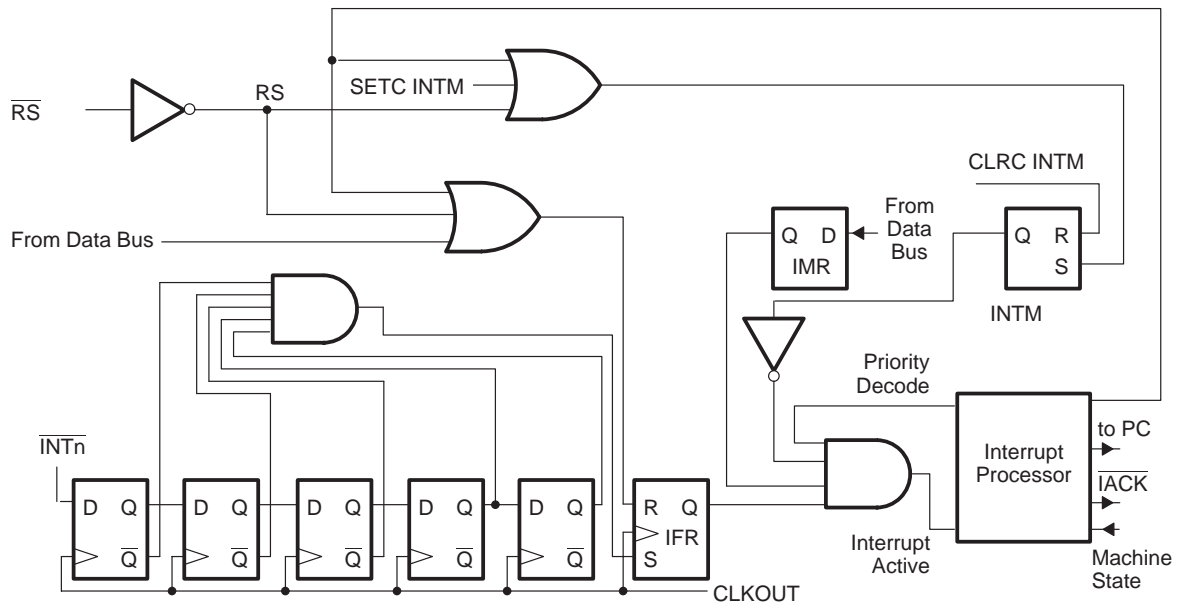 RS
SETC INTM
RS
CLRC INTM
From Data Bus
From
Data
Bus
Q D
IMR
Q R
S
INTM
Priority
Decode
to PC
Interrupt
Processor
IACK
INTn
D Q
Q
D Q
Q
D Q
Q
D Q
Q
D Q
Q
R Q
IFR
S
Interrupt
Active
Machine
State
CLKOUT